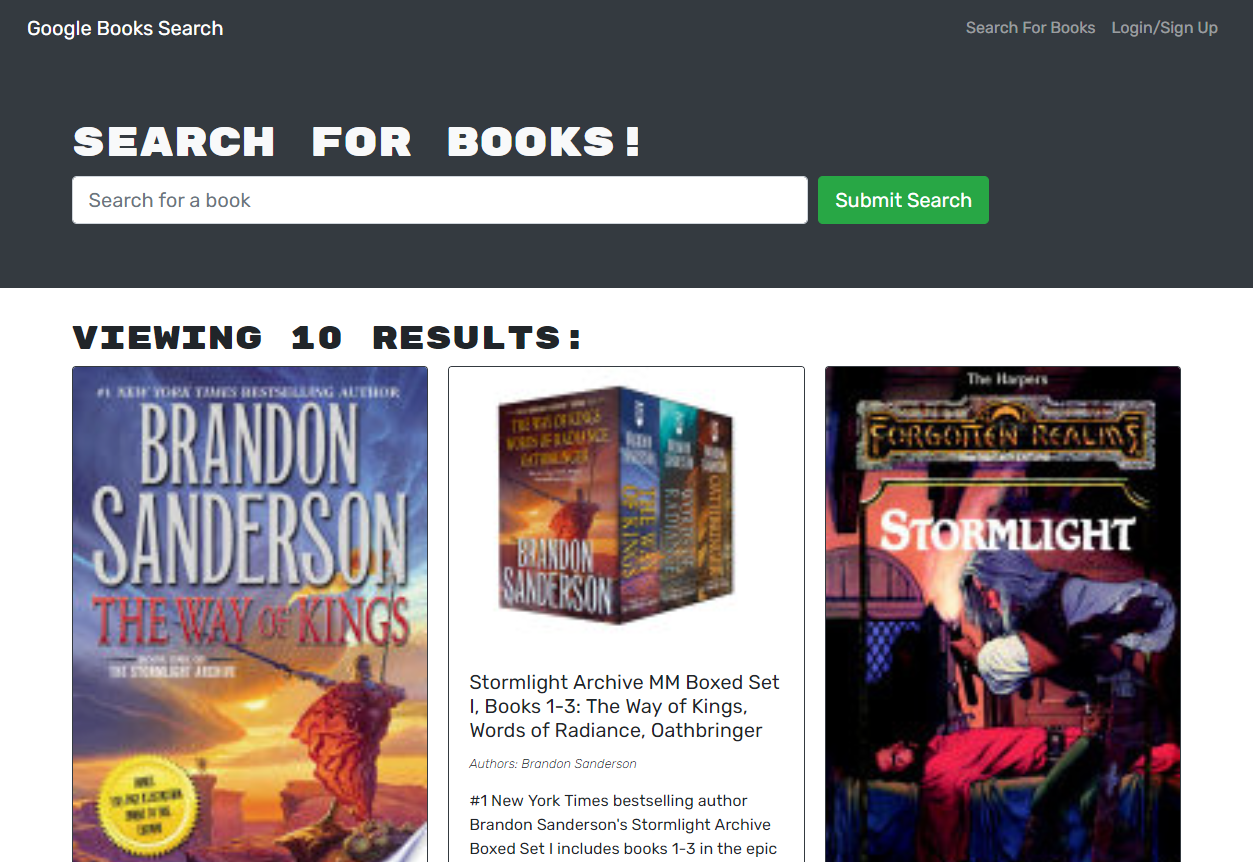 Google Books Search
Search For Books Login/Sign Up
SEARCH FOR BOOKS!
Search for a book
Submit Search
VIEWING 10 RESULTS:
#1 NEW YORK TIMES BESTSELLING AUTHOR
BRANDON
SANDERSON
THE WAY OF KINGS
BOOK ONE OF
THE STORMLIGHT ARCHIVE
THE WAY OF KINGS
WORDS OF RADIANCE
OATHBRINGER
BRANDON
SANDERSON
Stormlight Archive MM Boxed Set
I, Books 1-3: The Way of Kings,
Words of Radiance, Oathbringer
Authors: Brandon Sanderson
#1 New York Times bestselling author
Brandon Sanderson's Stormlight Archive
Boxed Set I includes books 1-3 in the epic
The Harpers
FORGOTTEN REALMS
STORMLIGHT